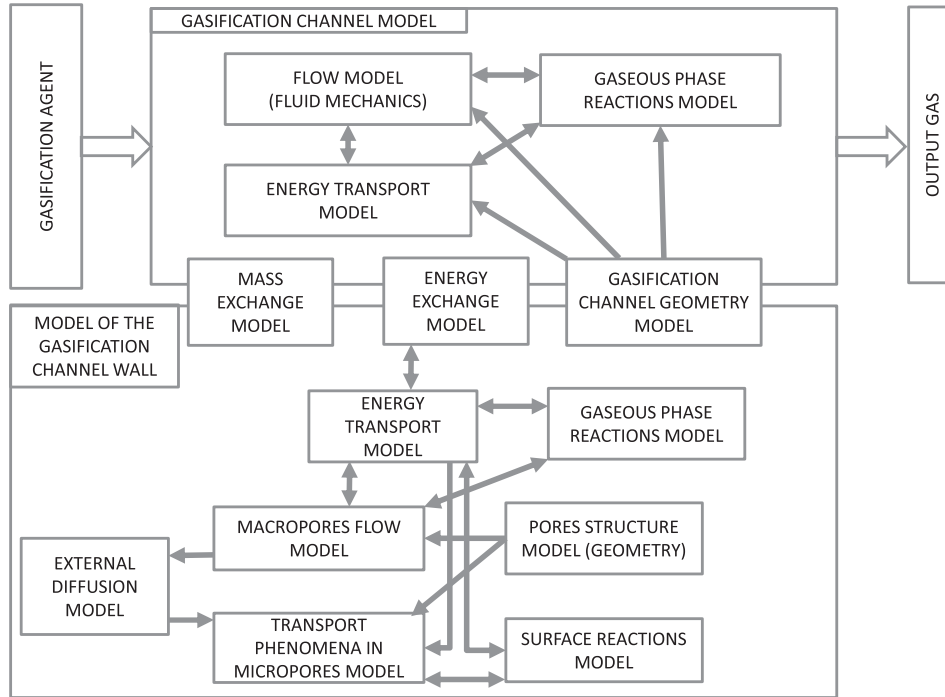 GASIFICATION AGENT
GASIFICATION CHANNEL MODEL
FLOW MODEL
(FLUID MECHANICS)
GASEOUS PHASE
REACTIONS MODEL
ENERGY TRANSPORT
MODEL
OUTPUT GAS
MASS
EXCHANGE
MODEL
ENERGY
EXCHANGE
MODEL
GASIFICATION
CHANNEL GEOMETRY
MODEL
MODEL OF THE
GASIFICATION
CHANNEL WALL
ENERGY
TRANSPORT
MODEL
GASEOUS PHASE
REACTIONS MODEL
MACROPORES FLOW
MODEL
PORES STRUCTURE
MODEL (GEOMETRY)
EXTERNAL
DIFFUSION
MODEL
TRANSPORT
PHENOMENA IN
MICROPORES MODEL
SURFACE REACTIONS
MODEL